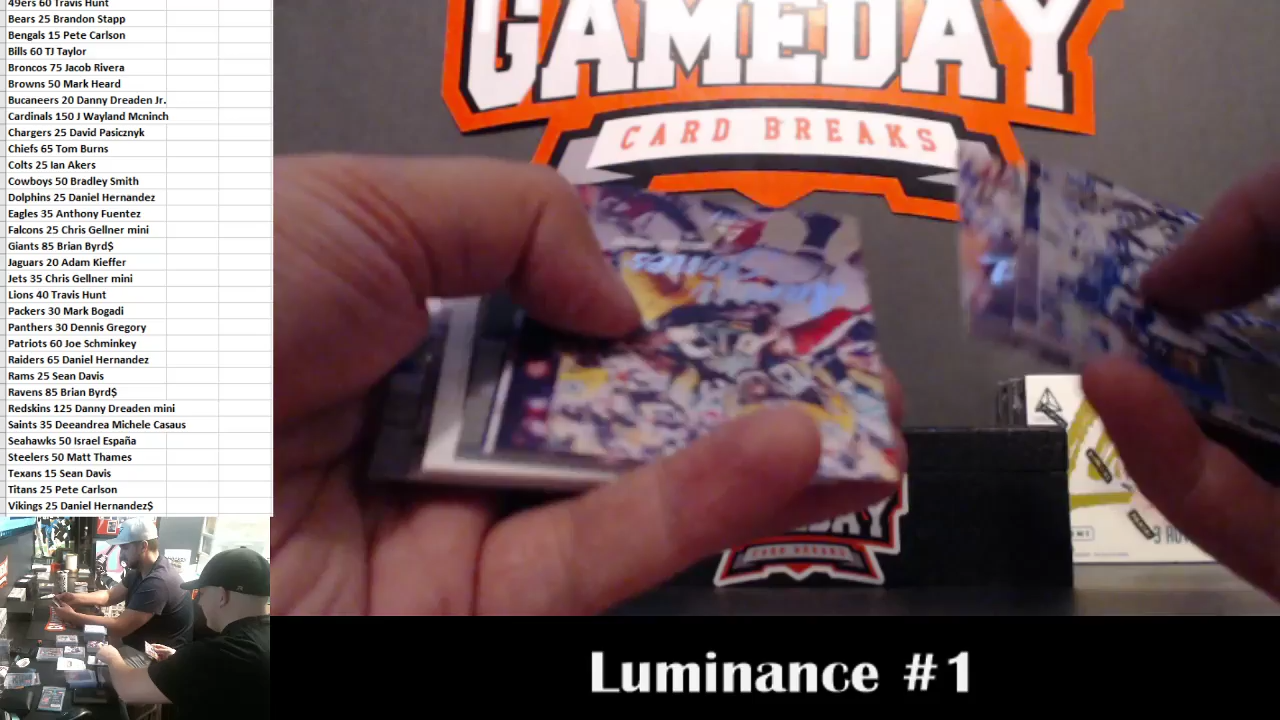 49ers 60 Travis Hunt
Bears 25 Brandon Stapp
Bengals 15 Pete Carlson
Bills 60 TJ Taylor
Broncos 75 Jacob Rivera
Browns 50 Mark Heard
Bucaneers 20 Danny Dreaden Jr.
Cardinals 150 J Wayland Mcninch
Chargers 25 David Pasicznyk
Chiefs 65 Tom Burns
Colts 25 Ian Akers
Cowboys 50 Bradley Smith
Dolphins 25 Daniel Hernandez
Eagles 35 Anthony Fuentez
Falcons 25 Chris Gellner mini
Giants 85 Brian Byrd$
Jaguars 20 Adam Kieffer
Jets 35 Chris Gellner mini
Lions 40 Travis Hunt
Packers 30 Mark Bogadi
Panthers 30 Dennis Gregory
Patriots 60 Joe Schminkey
Raiders 65 Daniel Hernandez
Rams 25 Sean Davis
Ravens 85 Brian Byrd$
Redskins 125 Danny Dreaden mini
Saints 35 Deeandrea Michele Casaus
Seahawks 50 Israel España
Steelers 50 Matt Thames
Texans 15 Sean Davis
Titans 25 Pete Carlson
Vikings 25 Daniel Hernandez$
GAMEDAY
CARD BREAKS
CARD BREAKS
Luminance #1